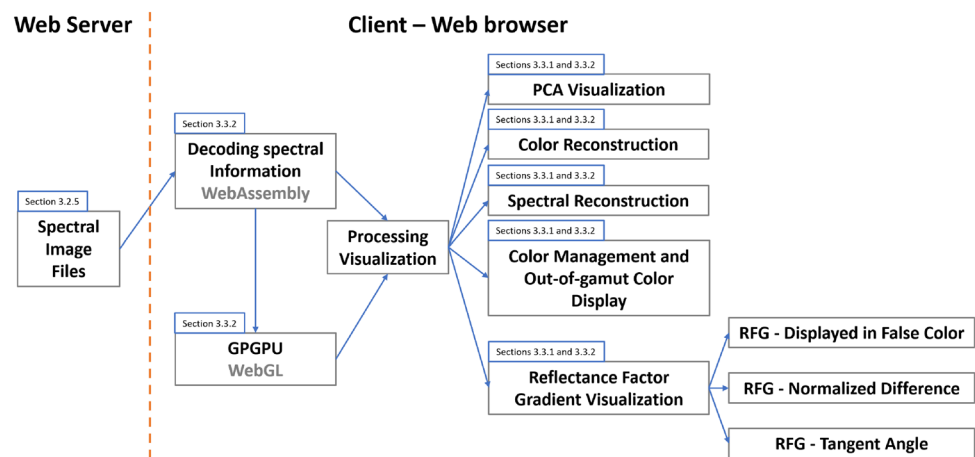 Web Server
Client – Web browser
Section 3.2.5
Spectral
Image
Files
Section 3.3.2
Decoding spectral
Information
WebAssembly
Section 3.3.2
GPGPU
WebGL
Processing
Visualization
Sections 3.3.1 and 3.3.2
PCA Visualization
Sections 3.3.1 and 3.3.2
Color Reconstruction
Sections 3.3.1 and 3.3.2
Spectral Reconstruction
Sections 3.3.1 and 3.3.2
Color Management and
Out-of-gamut Color
Display
Sections 3.3.1 and 3.3.2
Reflectance Factor
Gradient Visualization
RFG - Displayed in False Color
RFG - Normalized Difference
RFG - Tangent Angle